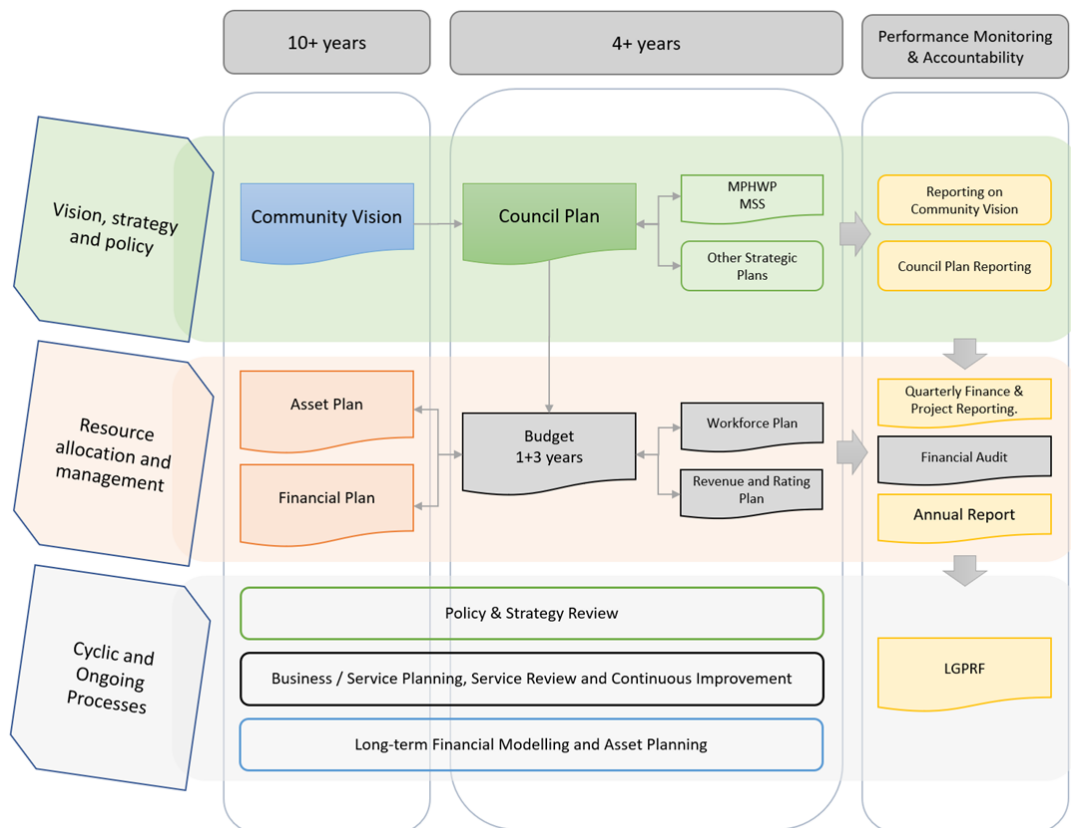 10+ years
4+ years
Performance Monitoring
& Accountability
Vision, strategy
and policy
Community Vision
Council Plan
MPHWP
MSS
Other Strategic
Plans
Reporting on
Community Vision
Council Plan Reporting
Resource
allocation and
management
Asset Plan
Financial Plan
Budget
1+3 years
Workforce Plan
Revenue and Rating
Plan
Quarterly Finance &
Project Reporting.
Financial Audit
Annual Report
Cyclic and
Ongoing
Processes
Policy & Strategy Review
Business / Service Planning, Service Review and Continuous Improvement
Long-term Financial Modelling and Asset Planning
LGPRF